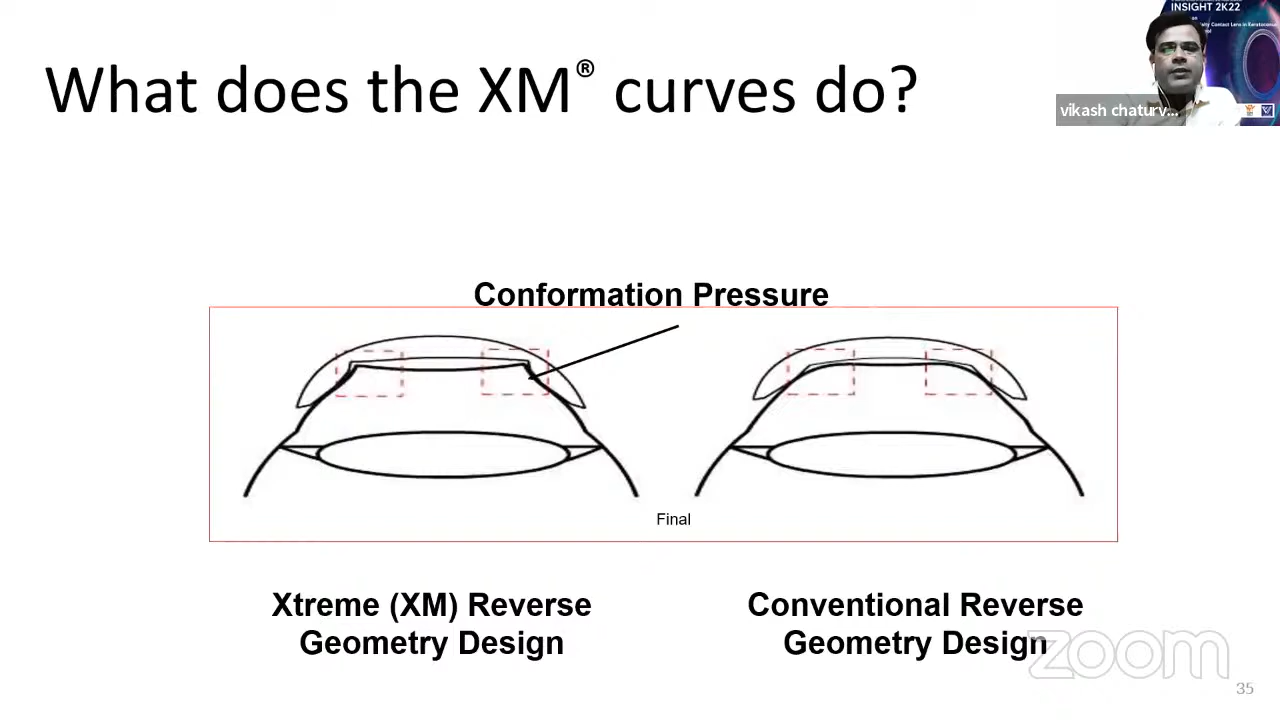 INSIGHT 2K22
What does the XM® curves do?
vikash chaturv...
Conformation Pressure
Final
Xtreme (XM) Reverse
Geometry Design
Conventional Reverse
Geometry Design
zoom
35